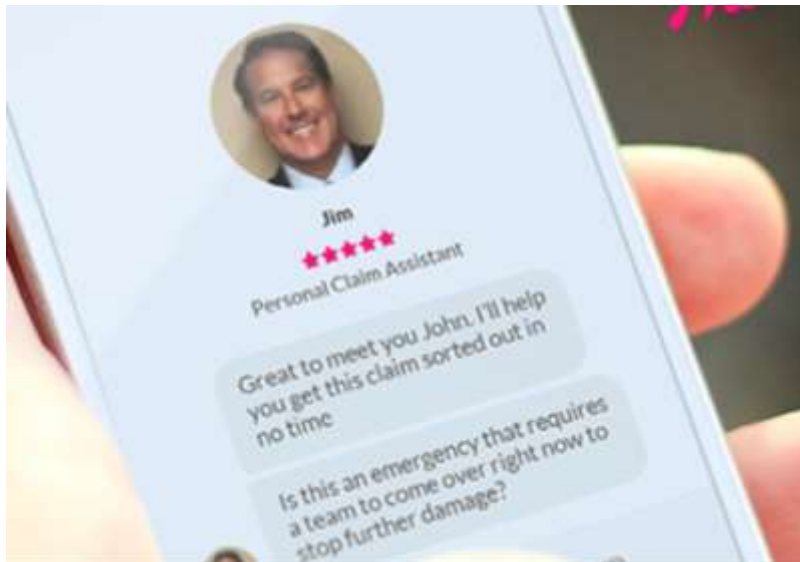 Jim
Personal Claim Assistant
Great to meet you John. I'll help
you get this claim sorted out in
no time
Is this an emergency that requires
a team to come over right now to
stop further damage?